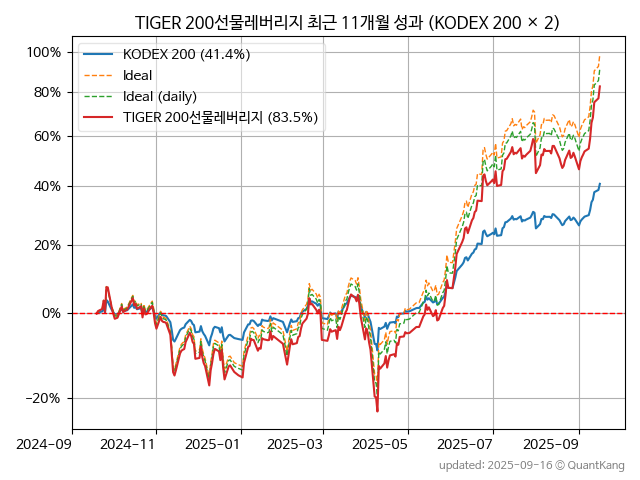 TIGER 200선물레버리지 최근 11개월 성과 (KODEX 200 × 2)
KODEX 200 (41.4%)
Ideal
Ideal (daily)
TIGER 200선물레버리지 (83.5%)
100%
80%
60%
40%
20%
0%
−20%
2024-09
2024-11
2025-01
2025-03
2025-05
2025-07
2025-09
updated: 2025-09-16 © QuantKang